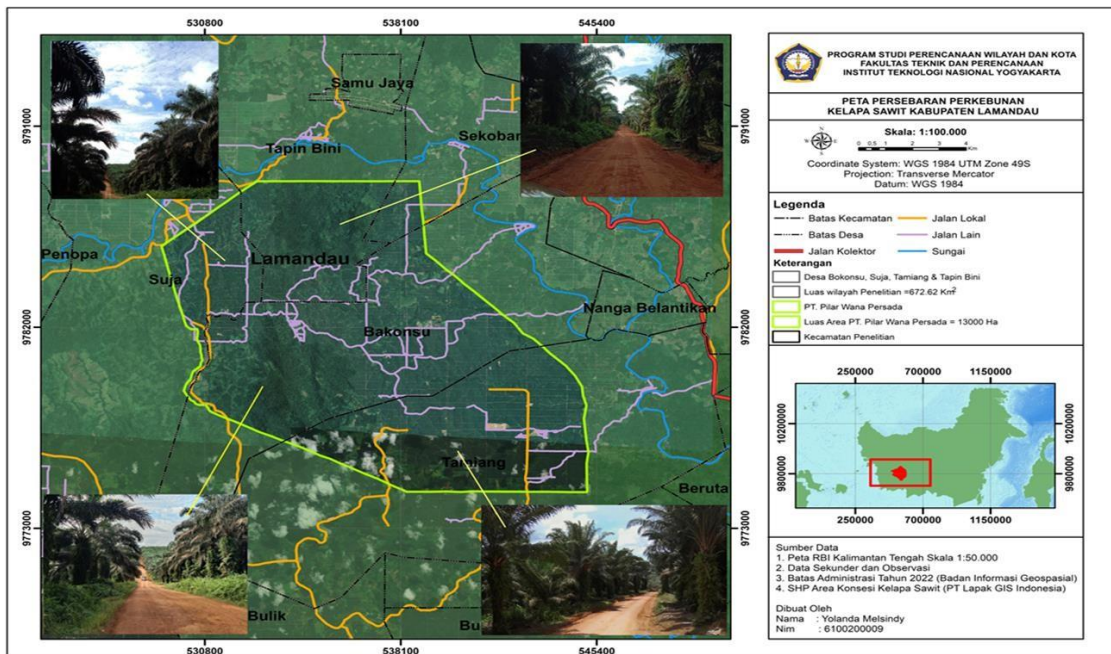 530800 538100 545400
9791000 9791000
9782000 9782000
9773000 9773000
530800 538100 545400
Samu Jaya
Sekobar
Tapin Bini
Penopa
Suja
Lamandau
Nanga Belantikan
Bakonsu
Tamiang
Beruta
Bulik
Bu
PROGRAM STUDI PERENCANAAN WILAYAH DAN KOTA
FAKULTAS TEKNIK DAN PERENCANAAN
INSTITUT TEKNOLOGI NASIONAL YOGYAKARTA
PETA PERSEBARAN PERKEBUNAN
KELAPA SAWIT KABUPATEN LAMANDAU
Skala: 1:100.000
0 0.5 1 2 3 4
Km
Coordinate System: WGS 1984 UTM Zone 49S
Projection: Transverse Mercator
Datum: WGS 1984
Legenda
Batas Kecamatan Jalan Lokal
Batas Desa Jalan Lain
Jalan Kolektor Sungai
Keterangan
Desa Bokonsu, Suja, Tamiang & Tapin Bini
Luas wilayah Penelitian =672.62 Km2
PT. Pilar Wana Persada
Luas Area PT. Pilar Wana Persada = 13000 Ha
Kecamatan Penelitian
250000 700000 1150000
10200000 10200000
9800000 9800000
250000 700000 1150000
Sumber Data
1. Peta RBI Kalimantan Tengah Skala 1:50.000
2. Data Sekunder dan Observasi
3. Batas Administrasi Tahun 2022 (Badan Informasi Geospasial)
4. SHP Area Konsesi Kelapa Sawit (PT Lapak GIS Indonesia)
Dibuat Oleh
Nama : Yolanda Melsindy
Nim : 6100200009